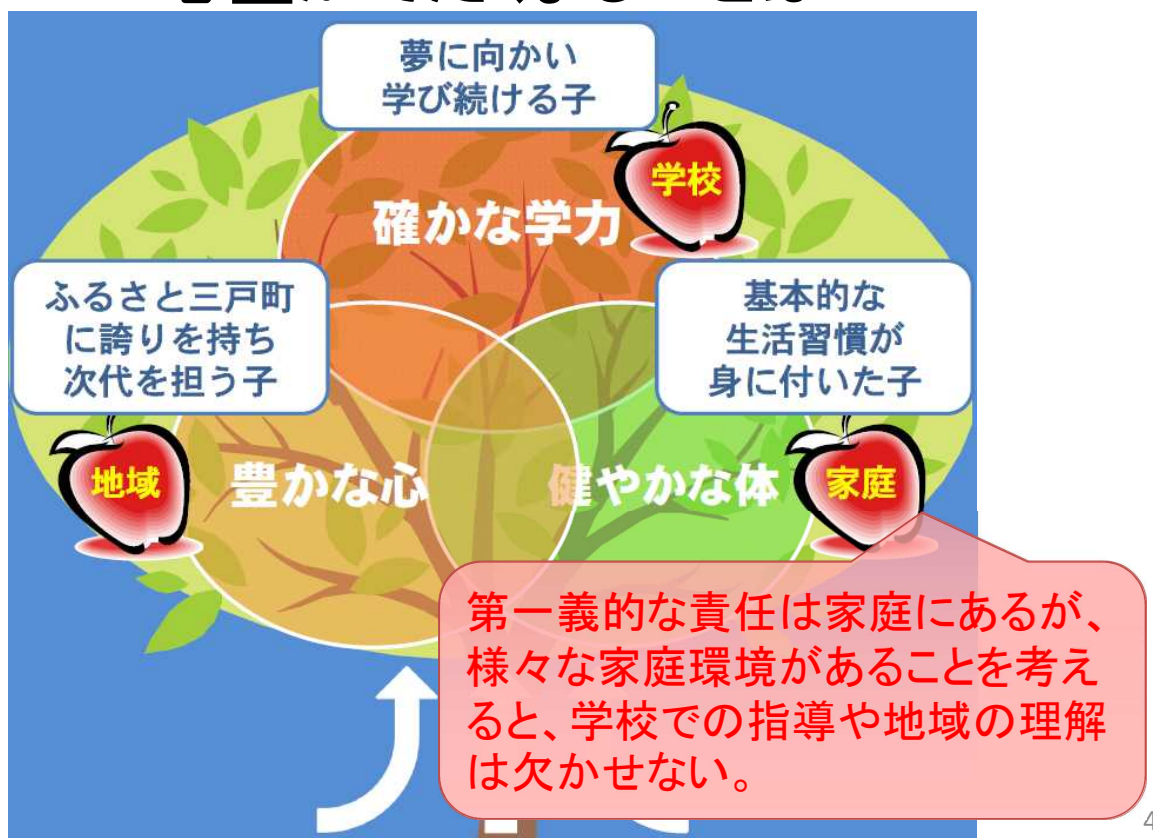 夢に向かい
学び続ける子
学校
確かな学力
ふるさと三戸町
に誇りを持ち
次代を担う子
基本的な
生活習慣が
身に付いた子
地域
豊かな心
健やかな体
家庭
第一義的な責任は家庭にあるが、
様々な家庭環境があることを考え
ると、学校での指導や地域の理解
は欠かせない。
4